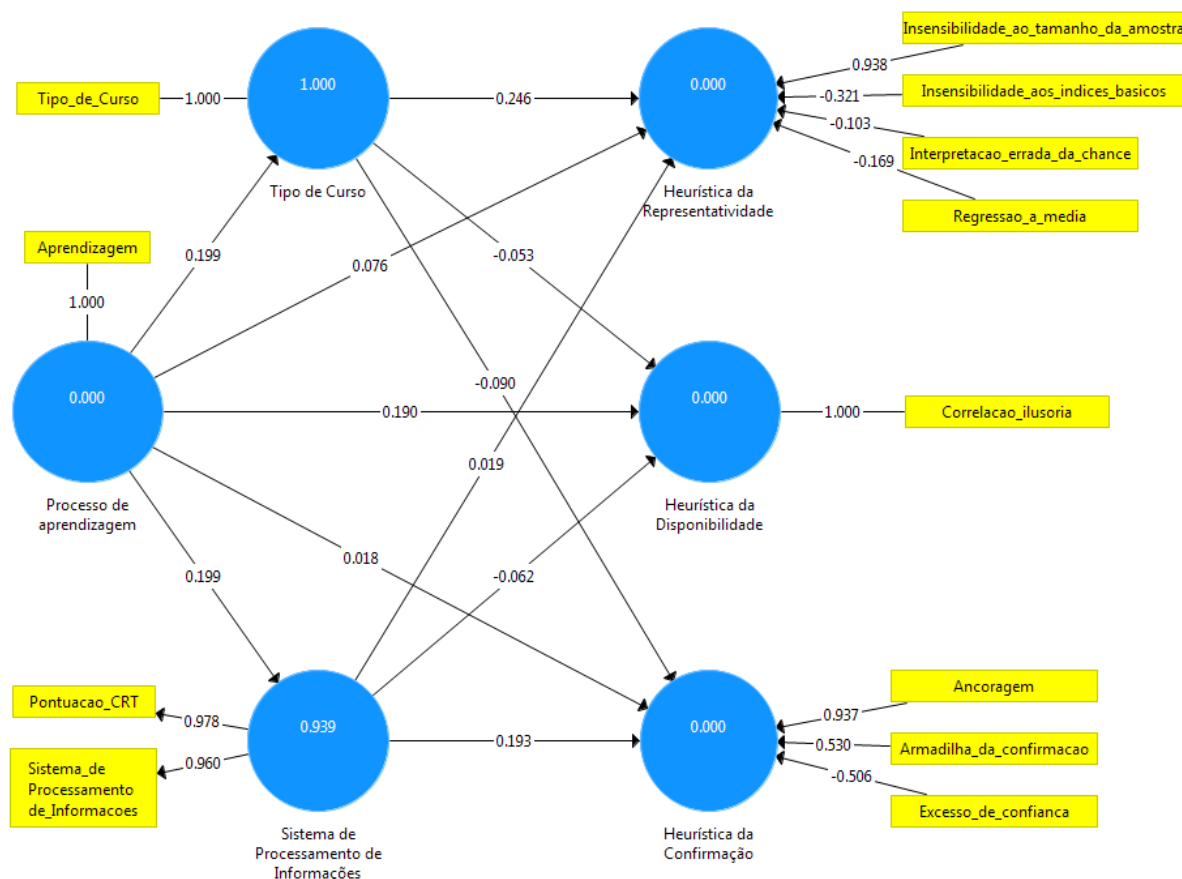 Insensibilidade_ao_tamanho_da_amostra
0.938
Tipo_de_Curso
1.000
1.000
0.246
0.000
-0.321
Insensibilidade_aos_indices_basicos
-0.103
Interpretacao_errada_da_chance
-0.169
Regressao_a_media
Tipo de Curso
Heurística da
Representatividade
Aprendizagem
1.000
0.199
0.076
-0.053
0.000
-0.090
0.190
0.000
1.000
Correlacao_ilusoria
0.019
Processo de
aprendizagem
Heurística da
Disponibilidade
0.199
0.018
-0.062
Pontuacao_CRT
0.978
Sistema_de
Processamento
de_Informacoes
0.960
0.939
0.193
0.000
Ancoragem
0.937
0.530
Armadilha_da_confirmacao
-0.506
Excesso_de_confianca
Sistema de
Processamento de
Informações
Heurística da
Confirmação